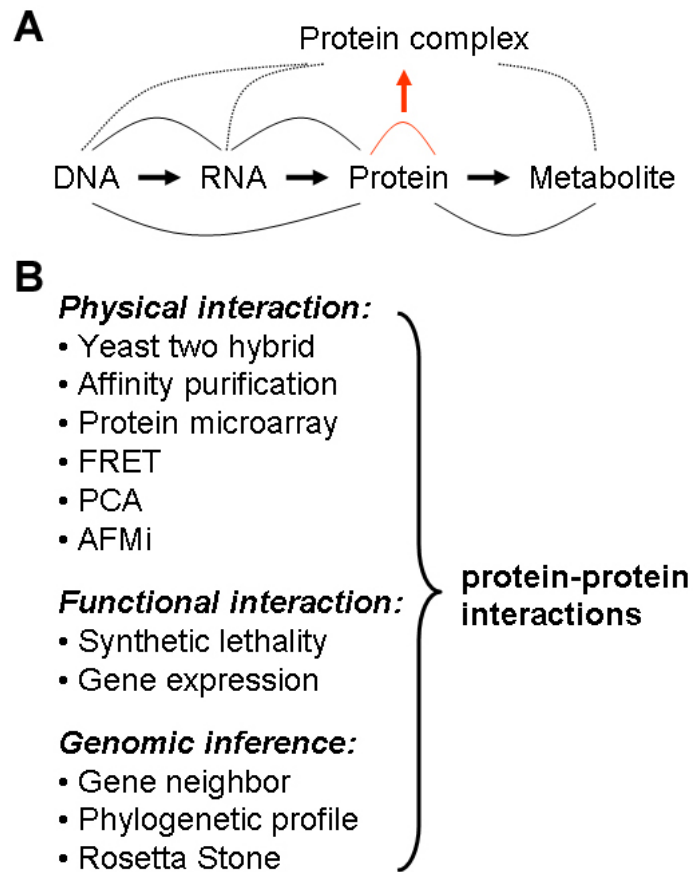 A
Protein complex
DNA RNA Protein Metabolite
B
Physical interaction:
• Yeast two hybrid
• Affinity purification
• Protein microarray
• FRET
• PCA
• AFMi
Functional interaction:
• Synthetic lethality
• Gene expression
Genomic inference:
• Gene neighbor
• Phylogenetic profile
• Rosetta Stone
protein-protein
interactions